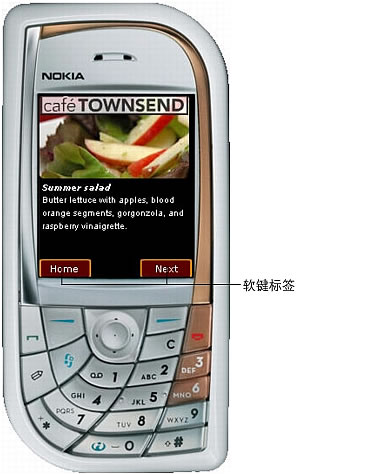 NOKIA
café TOWNSEND
Summer salad
Butter lettuce with apples, blood
orange segments, gorgonzola, and
raspberry vinaigrette.
Home Next
软键标签
C
1 ABC 2 DEF 3
GHI 4 JKL 5 MNO 6
PQRS 7 TUV 8 WXYZ 9
* + 0 #